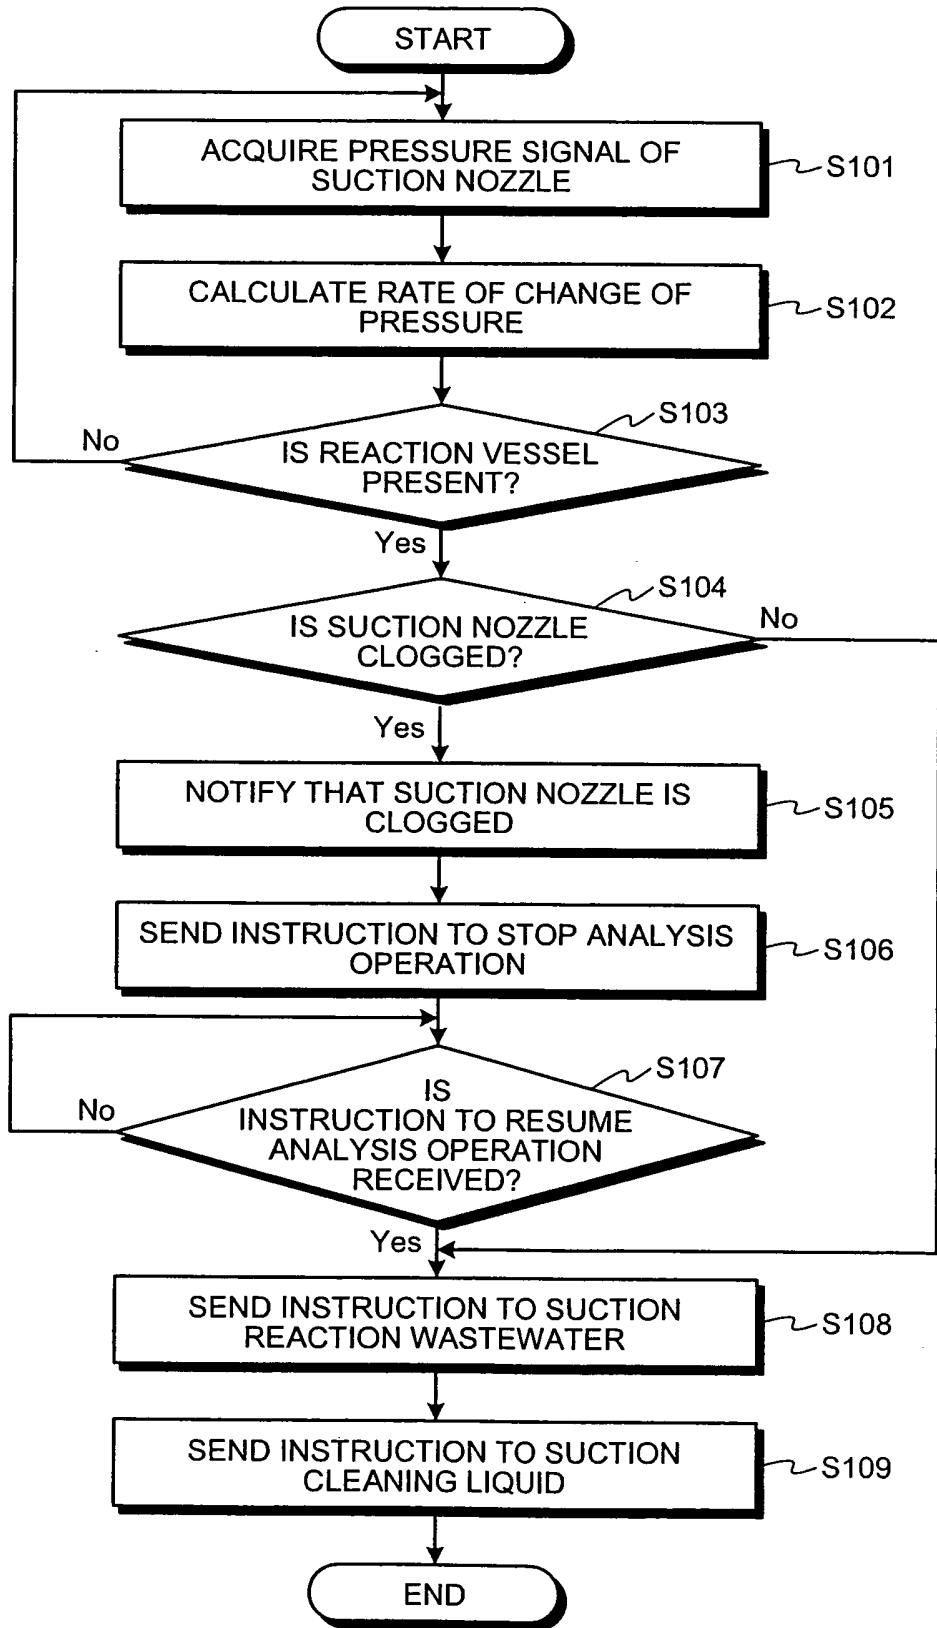 START
ACQUIRE PRESSURE SIGNAL OF
SUCTION NOZZLE
S101
CALCULATE RATE OF CHANGE OF
PRESSURE
S102
S103
No
IS REACTION VESSEL
PRESENT?
Yes
S104
No
IS SUCTION NOZZLE
CLOGGED?
Yes
NOTIFY THAT SUCTION NOZZLE IS
CLOGGED
S105
SEND INSTRUCTION TO STOP ANALYSIS
OPERATION
S106
S107
No
IS
INSTRUCTION TO RESUME
ANALYSIS OPERATION
RECEIVED?
Yes
SEND INSTRUCTION TO SUCTION
REACTION WASTEWATER
S108
SEND INSTRUCTION TO SUCTION
CLEANING LIQUID
S109
END